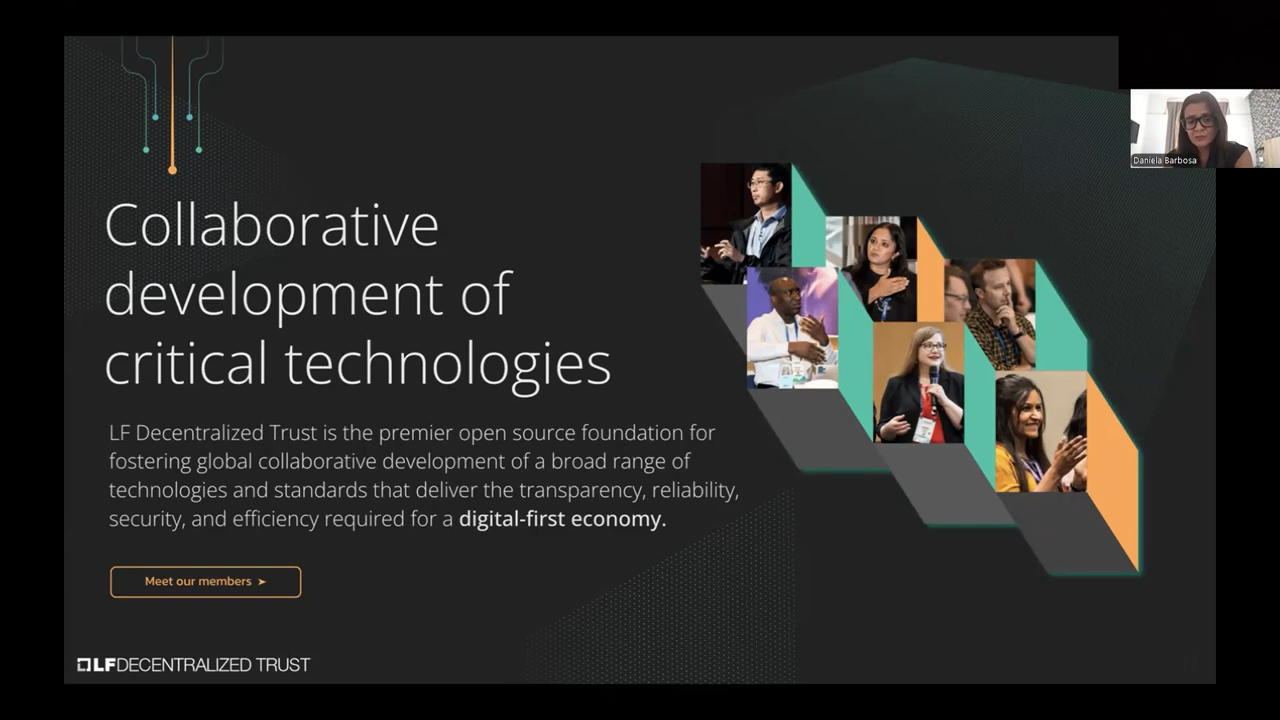 Daniela Barbosa
Collaborative
development of
critical technologies
LF Decentralized Trust is the premier open source foundation for
fostering global collaborative development of a broad range of
technologies and standards that deliver the transparency, reliability,
security, and efficiency required for a digital-first economy.
Meet our members ➤
LFDECENTRALIZED TRUST